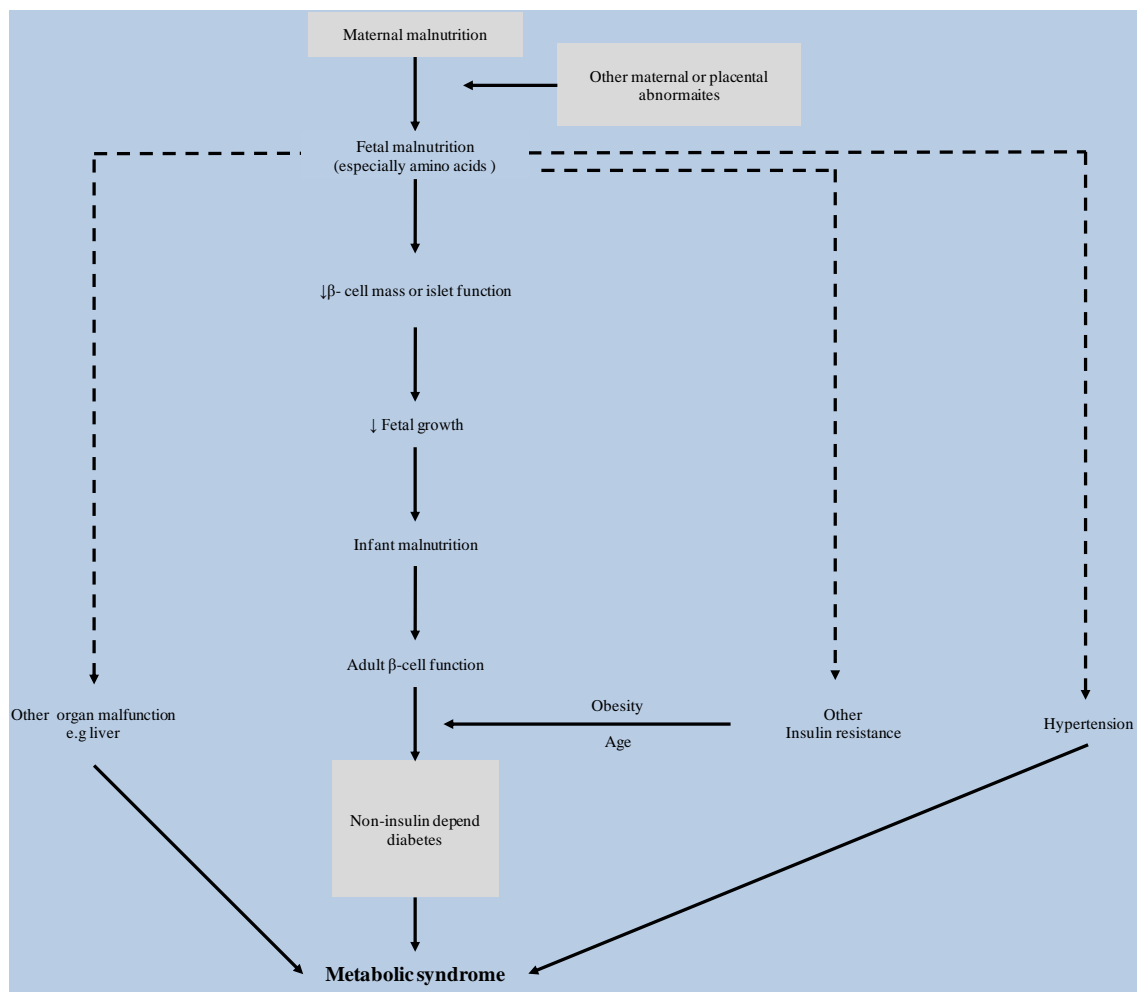 Maternal malnutrition
Other maternal or placental
abnormaites
Fetal malnutrition
(especially amino acids )
↓β- cell mass or islet function
↓ Fetal growth
Infant malnutrition
Adult β-cell function
Obesity
Age
Other organ malfunction
e.g liver
Other
Insulin resistance
Hypertension
Non-insulin depend
diabetes
Metabolic syndrome